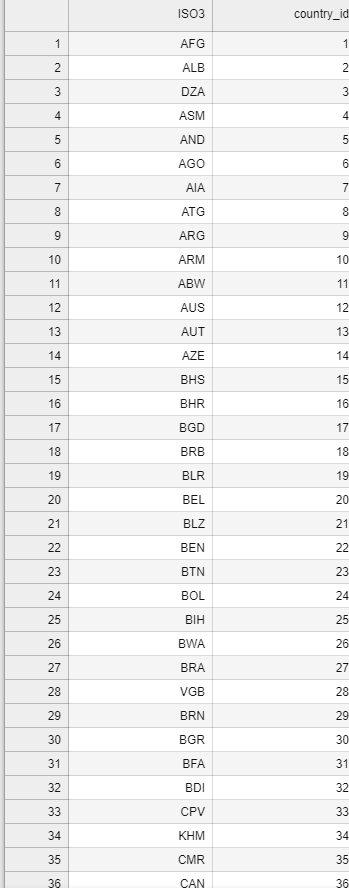 ISO3 country_id
1 AFG 1
2 ALB 2
3 DZA 3
4 ASM 4
5 AND 5
6 AGO 6
7 AIA 7
8 ATG 8
9 ARG 9
10 ARM 10
11 ABW 11
12 AUS 12
13 AUT 13
14 AZE 14
15 BHS 15
16 BHR 16
17 BGD 17
18 BRB 18
19 BLR 19
20 BEL 20
21 BLZ 21
22 BEN 22
23 BTN 23
24 BOL 24
25 BIH 25
26 BWA 26
27 BRA 27
28 VGB 28
29 BRN 29
30 BGR 30
31 BFA 31
32 BDI 32
33 CPV 33
34 KHM 34
35 CMR 35
36 CAN 36